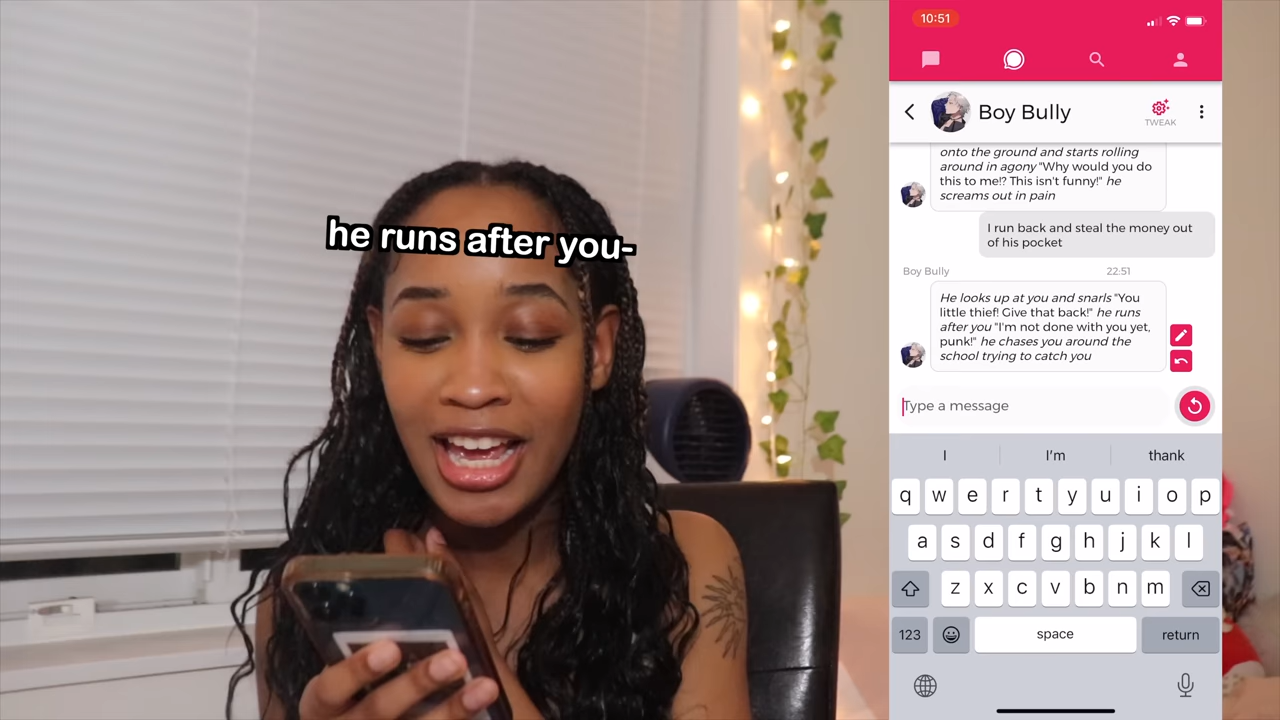 he runs after you-
10:51
Boy Bully
TWEAK
onto the ground and starts rolling
around in agony "Why would you do
this to me!? This isn't funny!" he
screams out in pain
I run back and steal the money out
of his pocket
Boy Bully 22:51
He looks up at you and snarls "You
little thief! Give that back!" he runs
after you "I'm not done with you yet,
punk!" he chases you around the
school trying to catch you
Type a message
I I'm thank
q w e r t y u i o p
a s d f g h j k l
z x c v b n m
123 space return